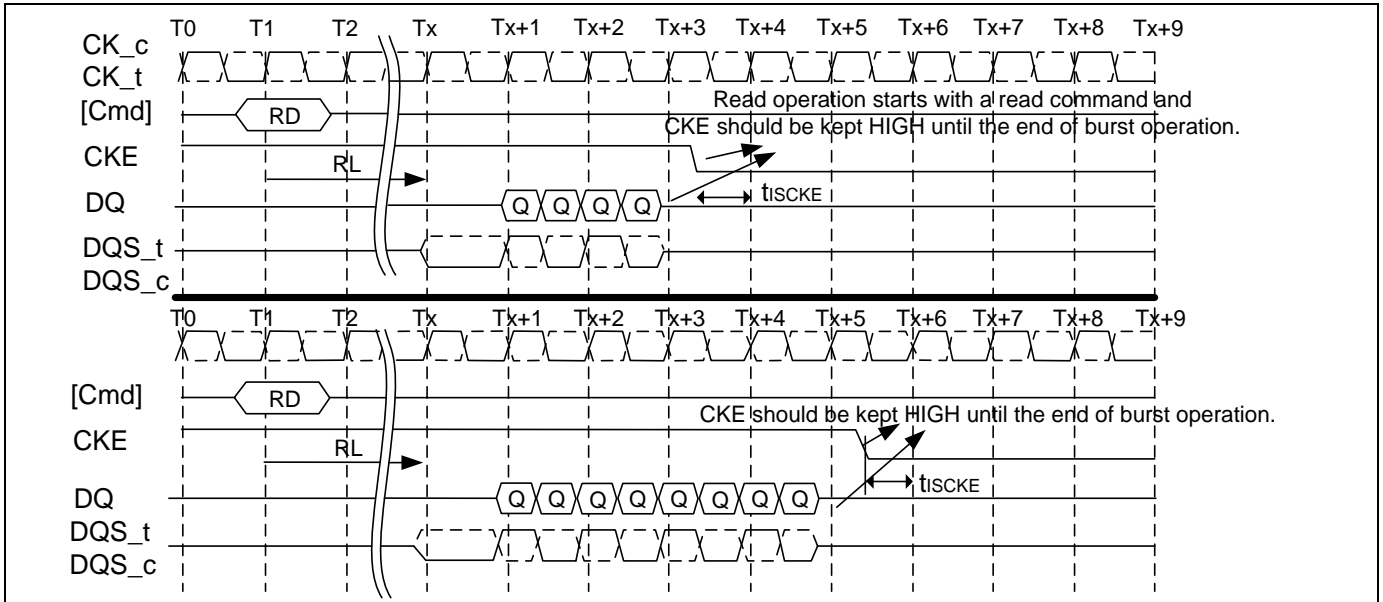 T0 T1 T2 Tx Tx+1 Tx+2 Tx+3 Tx+4 Tx+5 Tx+6 Tx+7 Tx+8 Tx+9
CK_c
CK_t
[Cmd] RD
Read operation starts with a read command and
CKE should be kept HIGH until the end of burst operation.
CKE
RL
tISCKE
DQ Q Q Q Q
DQS_t
DQS_c
T0 T1 T2 Tx Tx+1 Tx+2 Tx+3 Tx+4 Tx+5 Tx+6 Tx+7 Tx+8 Tx+9
[Cmd] RD
CKE should be kept HIGH until the end of burst operation.
CKE
RL
tISCKE
DQ Q Q Q Q Q Q Q Q
DQS_t
DQS_c